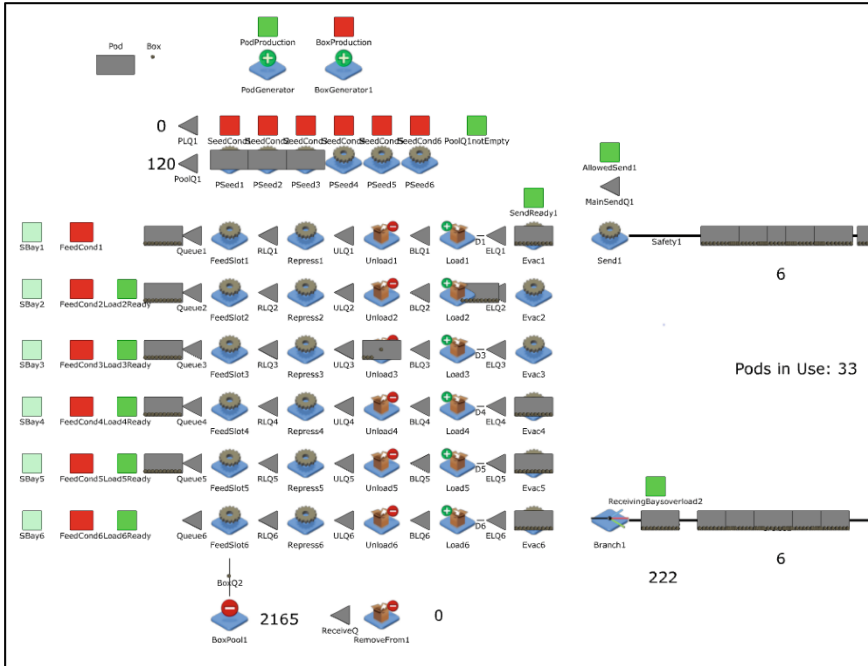 Pod Box
PodProduction BoxProduction
PodGenerator BoxGenerator1
0 PLQ1 SeedCond1 SeedCond2 SeedCond3 SeedCond4 SeedCond5 SeedCond6 PoolQ1notEmpty
120 PoolQ1 PSeed1 PSeed2 PSeed3 PSeed4 PSeed5 PSeed6
AllowedSend1
MainSendQ1
SendReady1
SBay1 FeedCond1 Queue1 FeedSlot1 RLQ1 Repress1 ULQ1 Unload1 BLQ1 Load1 D1 ELQ1 Evac1 Send1 Safety1
6
SBay2 FeedCond2 Load2Ready Queue2 FeedSlot2 RLQ2 Repress2 ULQ2 Unload2 BLQ2 Load2 ELQ2 Evac2
SBay3 FeedCond3 Load3Ready Queue3 FeedSlot3 RLQ3 Repress3 ULQ3 Unload3 BLQ3 Load3 D3 ELQ3 Evac3
Pods in Use: 33
SBay4 FeedCond4 Load4Ready Queue4 FeedSlot4 RLQ4 Repress4 ULQ4 Unload4 BLQ4 Load4 D4 ELQ4 Evac4
SBay5 FeedCond5 Load5Ready Queue5 FeedSlot5 RLQ5 Repress5 ULQ5 Unload5 BLQ5 Load5 D5 ELQ5 Evac5
ReceivingBaysoverload2
SBay6 FeedCond6 Load6Ready Queue6 FeedSlot6 RLQ6 Repress6 ULQ6 Unload6 BLQ6 Load6 D6 ELQ6 Evac6 Branch1
6
222
BoxQ2
BoxPool1 2165 ReceiveQ RemoveFrom1 0